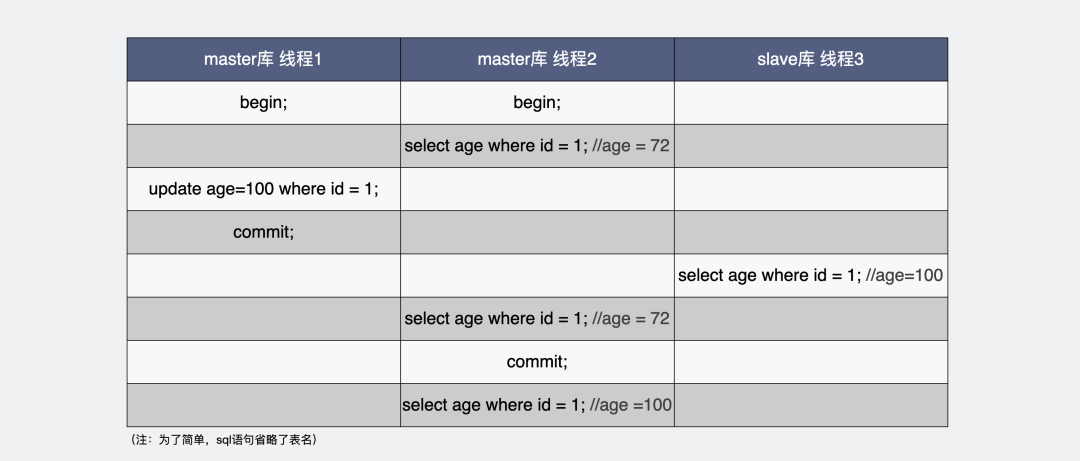 master库 线程1 master库 线程2 slave库 线程3
begin; begin;
select age where id = 1; //age = 72
update age=100 where id = 1;
commit;
select age where id = 1; //age=100
select age where id = 1; //age = 72
commit;
select age where id = 1; //age =100
（注：为了简单，sql语句省略了表名）